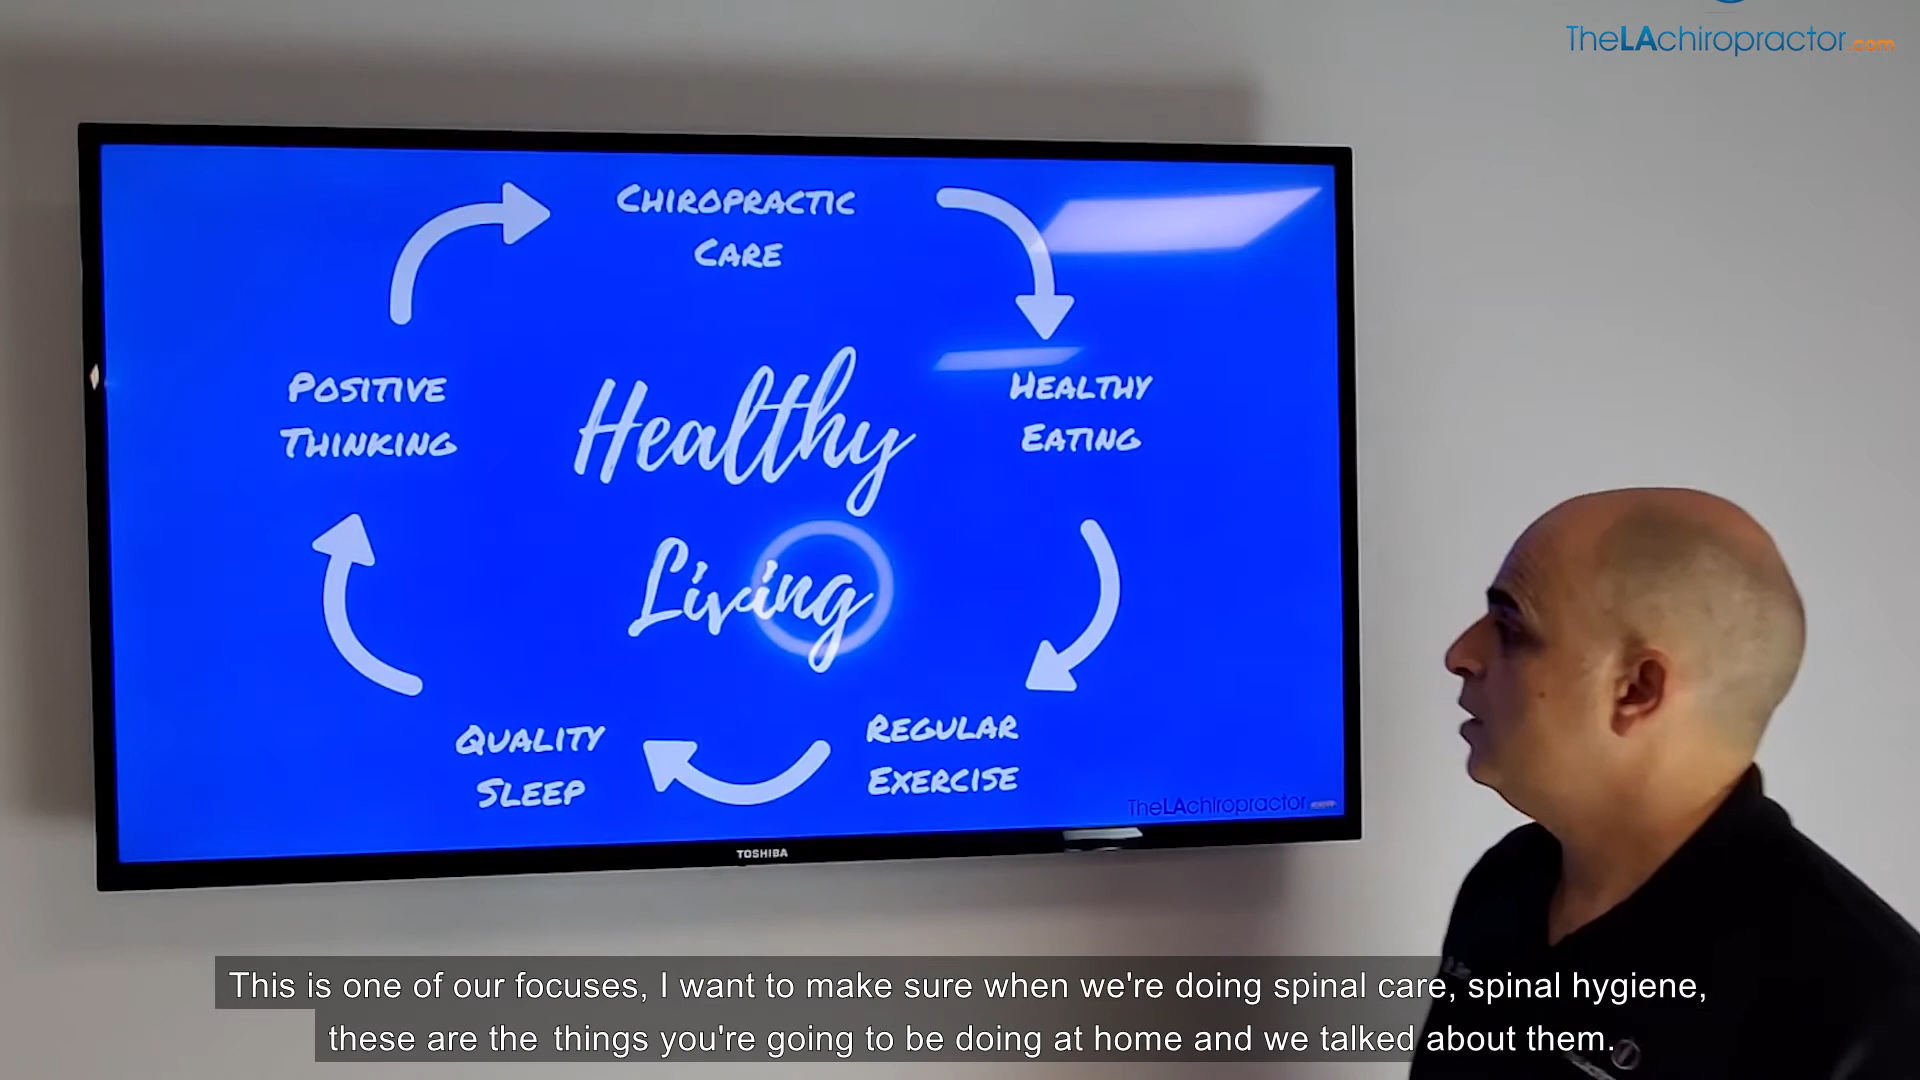 TheLAchiropractor.com
CHIROPRACTIC
CARE
POSITIVE
THINKING
HEALTHY
EATING
Healthy
Living
QUALITY
SLEEP
REGULAR
EXERCISE
TheLAchiropractor.com
TOSHIBA
This is one of our focuses, I want to make sure when we're doing spinal care, spinal hygiene,
these are the things you're going to be doing at home and we talked about them.